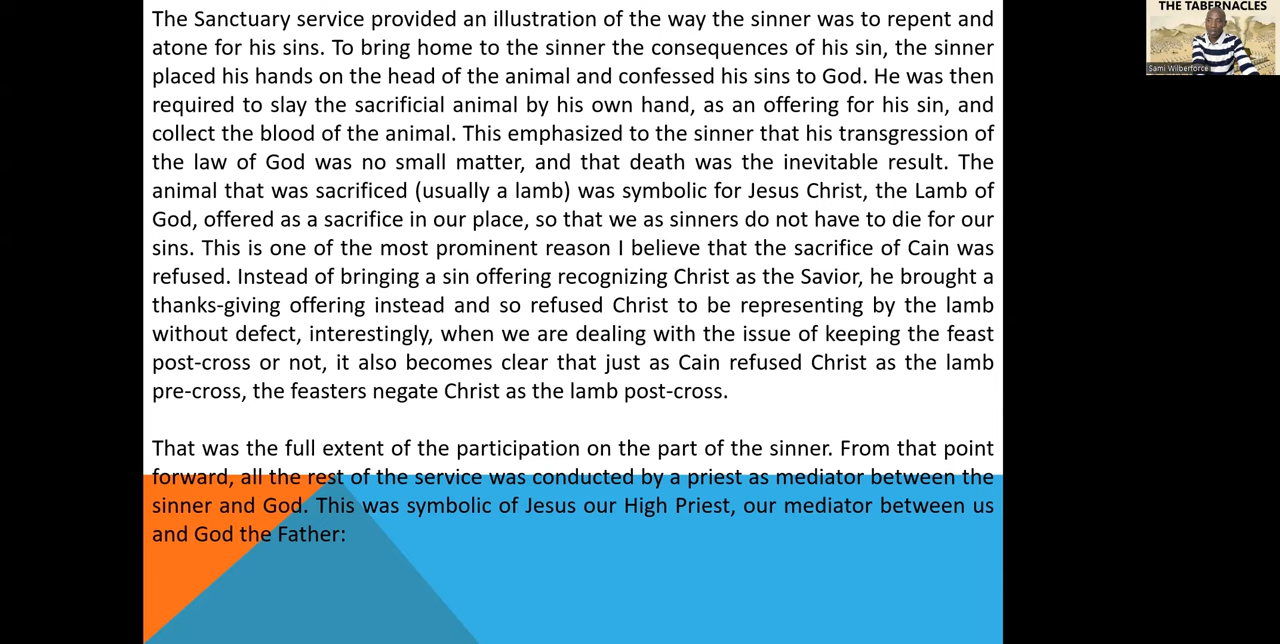 The Sanctuary service provided an illustration of the way the sinner was to repent and
atone for his sins. To bring home to the sinner the consequences of his sin, the sinner
placed his hands on the head of the animal and confessed his sins to God. He was then
required to slay the sacrificial animal by his own hand, as an offering for his sin, and
collect the blood of the animal. This emphasized to the sinner that his transgression of
the law of God was no small matter, and that death was the inevitable result. The
animal that was sacrificed (usually a lamb) was symbolic for Jesus Christ, the Lamb of
God, offered as a sacrifice in our place, so that we as sinners do not have to die for our
sins. This is one of the most prominent reason I believe that the sacrifice of Cain was
refused. Instead of bringing a sin offering recognizing Christ as the Savior, he brought a
thanks-giving offering instead and so refused Christ to be representing by the lamb
without defect, interestingly, when we are dealing with the issue of keeping the feast
post-cross or not, it also becomes clear that just as Cain refused Christ as the lamb
pre-cross, the feasters negate Christ as the lamb post-cross.
That was the full extent of the participation on the part of the sinner. From that point
forward, all the rest of the service was conducted by a priest as mediator between the
sinner and God. This was symbolic of Jesus our High Priest, our mediator between us
and God the Father:
THE TABERNACLES
Sami Wilberforce